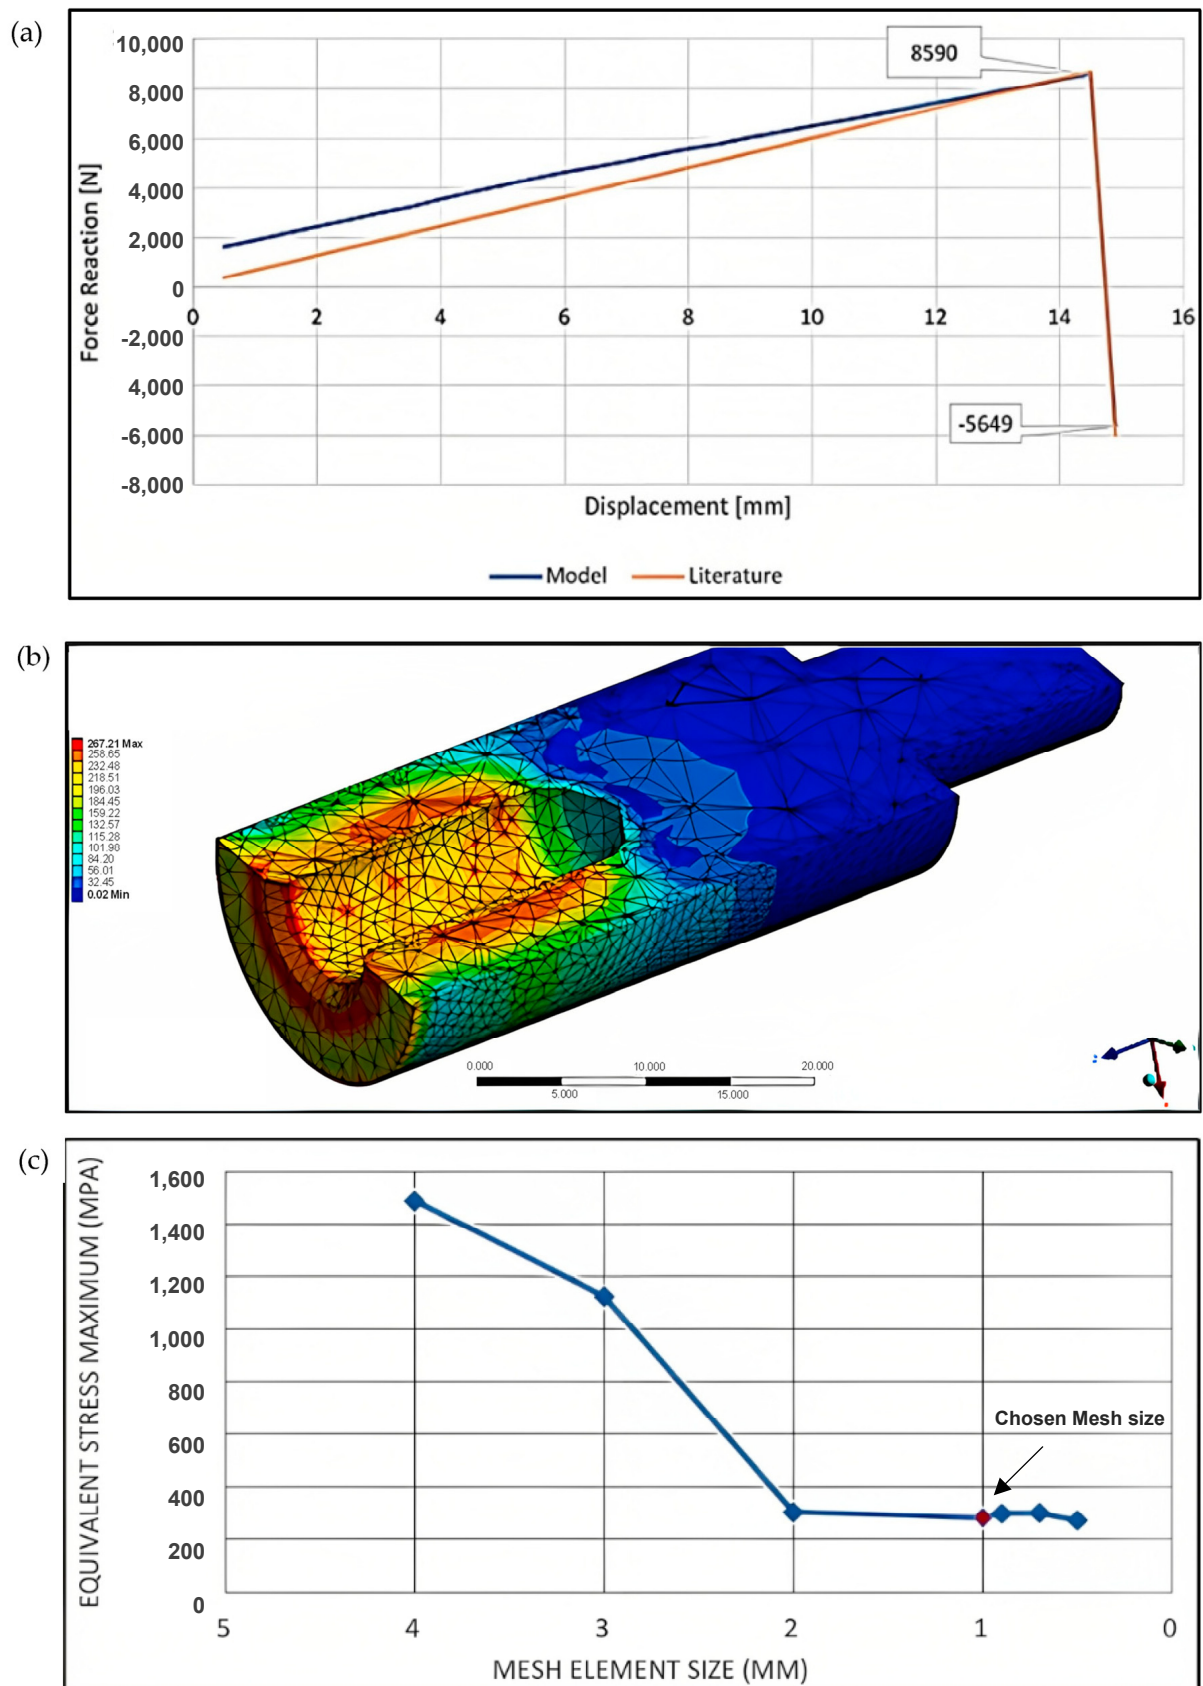 (a)
10,000
8,000
6,000
4,000
2,000
0
-2,000
-4,000
-6,000
-8,000
Force Reaction [N]
0 2 4 6 8 10 12 14 16
8590
-5649
Displacement [mm]
Model Literature
(b)
267.21 Max
258.65
232.48
218.51
196.03
184.45
159.22
132.57
115.28
101.90
84.20
56.01
32.45
0.02 Min
0.000 10.000 20.000
5.000 15.000
(c)
EQUIVALENT STRESS MAXIMUM (MPA)
1,600
1,400
1,200
1,000
800
600
400
200
0
Chosen Mesh size
5 4 3 2 1 0
MESH ELEMENT SIZE (MM)